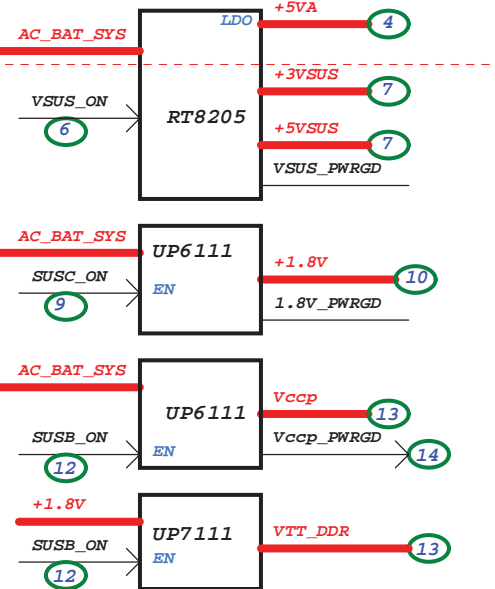 LDO
+5VA
4
AC_BAT_SYS
+3VSUS
7
VSUS_ON
6
RT8205
+5VSUS
7
VSUS_PWRGD
AC_BAT_SYS
UP6111
SUSC_ON
9
EN
+1.8V
10
1.8V_PWRGD
AC_BAT_SYS
UP6111
Vccp
13
SUSB_ON
12
EN
Vccp_PWRGD
14
+1.8V
UP7111
SUSB_ON
12
EN
VTT_DDR
13